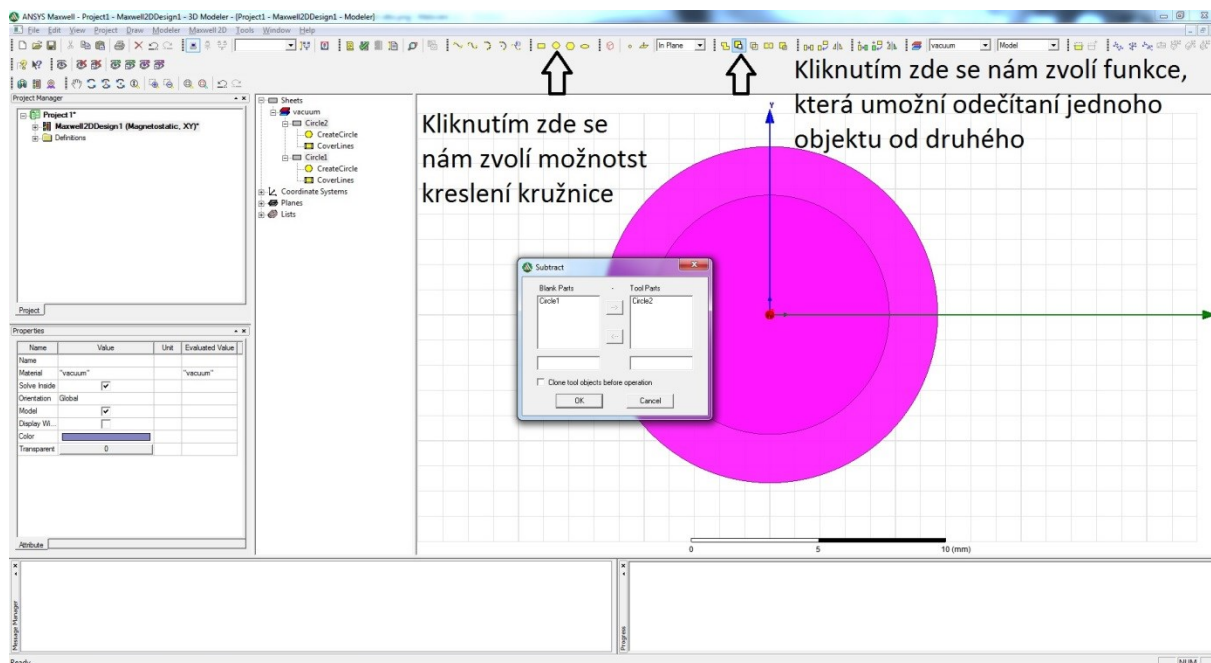 ANSYS Maxwell - Project1 - Maxwell2DDesign1 - 3D Modeler - [Project1 - Maxwell2DDesign1 - Modeler]
File Edit View Project Draw Modeler Maxwell 2D Tools Window Help
In Plane vacuum Model
Project Manager
Project1*
Maxwell2DDesign1 (Magnetostatic, XY)*
Definitions
Project
Sheets
vacuum
Circle2
CreateCircle
CoverLines
Circle1
CreateCircle
CoverLines
Coordinate Systems
Planes
Lists
Kliknutím zde se
nám zvolí možnotst
kreslení kružnice
Kliknutím zde se nám zvolí funkce,
která umožní odečítaní jednoho
objektu od druhého
Y
Subtract
Blank Parts Tool Parts
Circle1 Circle2
-->
<--
Clone tool objects before operation
OK Cancel
0 5 10 (mm)
Properties
Name Value Unit Evaluated Value
Name
Material "vacuum" "vacuum"
Solve Inside
Orientation Global
Model
Display Wi...
Color
Transparent 0
Attribute
Message Manager
Progress
Ready
NUM